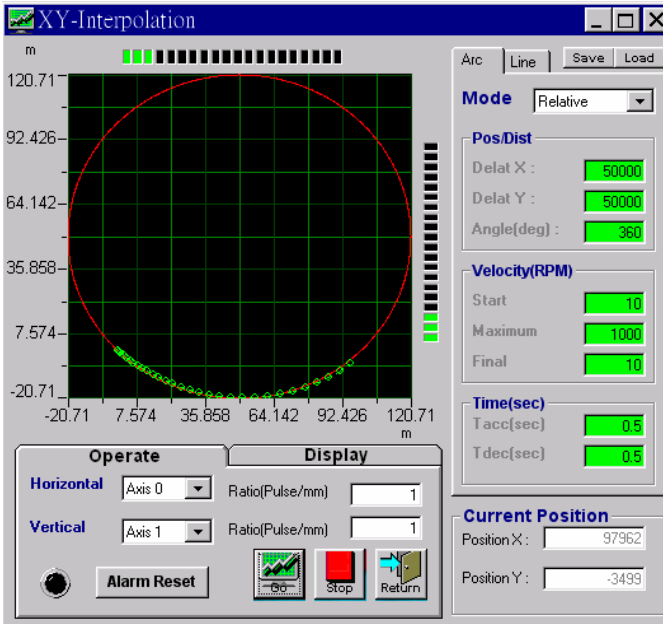 XY-Interpolation
m
120.71
92.426
64.142
35.858
7.574
-20.71
-20.71 7.574 35.858 64.142 92.426 120.71
m
Arc Line Save Load
Mode Relative
Pos/Dist
Delat X : 50000
Delat Y : 50000
Angle(deg) : 360
Velocity(RPM)
Start 10
Maximum 1000
Final 10
Time(sec)
Tacc(sec) 0.5
Tdec(sec) 0.5
Operate Display
Horizontal Axis 0 Ratio(Pulse/mm) 1
Vertical Axis 1 Ratio(Pulse/mm) 1
Alarm Reset Go Stop Return
Current Position
Position X : 97962
Position Y : -3499